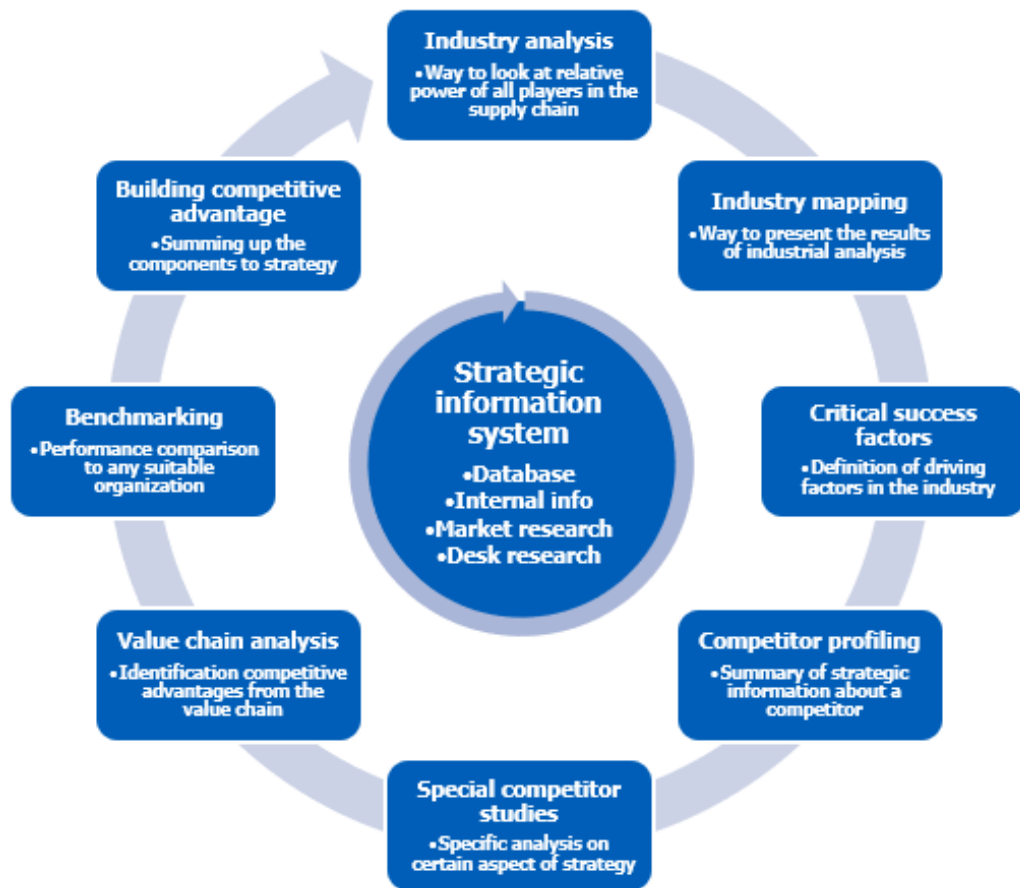 Industry analysis
•Way to look at relative
power of all players in the
supply chain
Industry mapping
•Way to present the results
of industrial analysis
Critical success
factors
•Definition of driving
factors in the industry
Competitor profiling
•Summary of strategic
information about a
competitor
Special competitor
studies
•Specific analysis on
certain aspect of strategy
Value chain analysis
•Identification competitive
advantages from the
value chain
Benchmarking
•Performance comparison
to any suitable
organization
Building competitive
advantage
•Summing up the
components to strategy
Strategic
information
system
•Database
•Internal info
•Market research
•Desk research